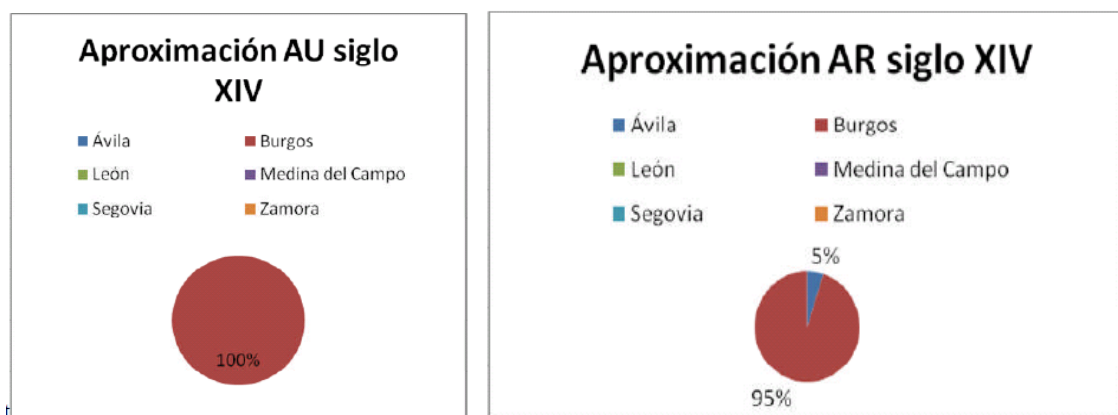 Aproximación AU siglo
XIV
Ávila
Burgos
León
Medina del Campo
Segovia
Zamora
100%
Aproximación AR siglo XIV
Ávila
Burgos
León
Medina del Campo
Segovia
Zamora
5%
95%